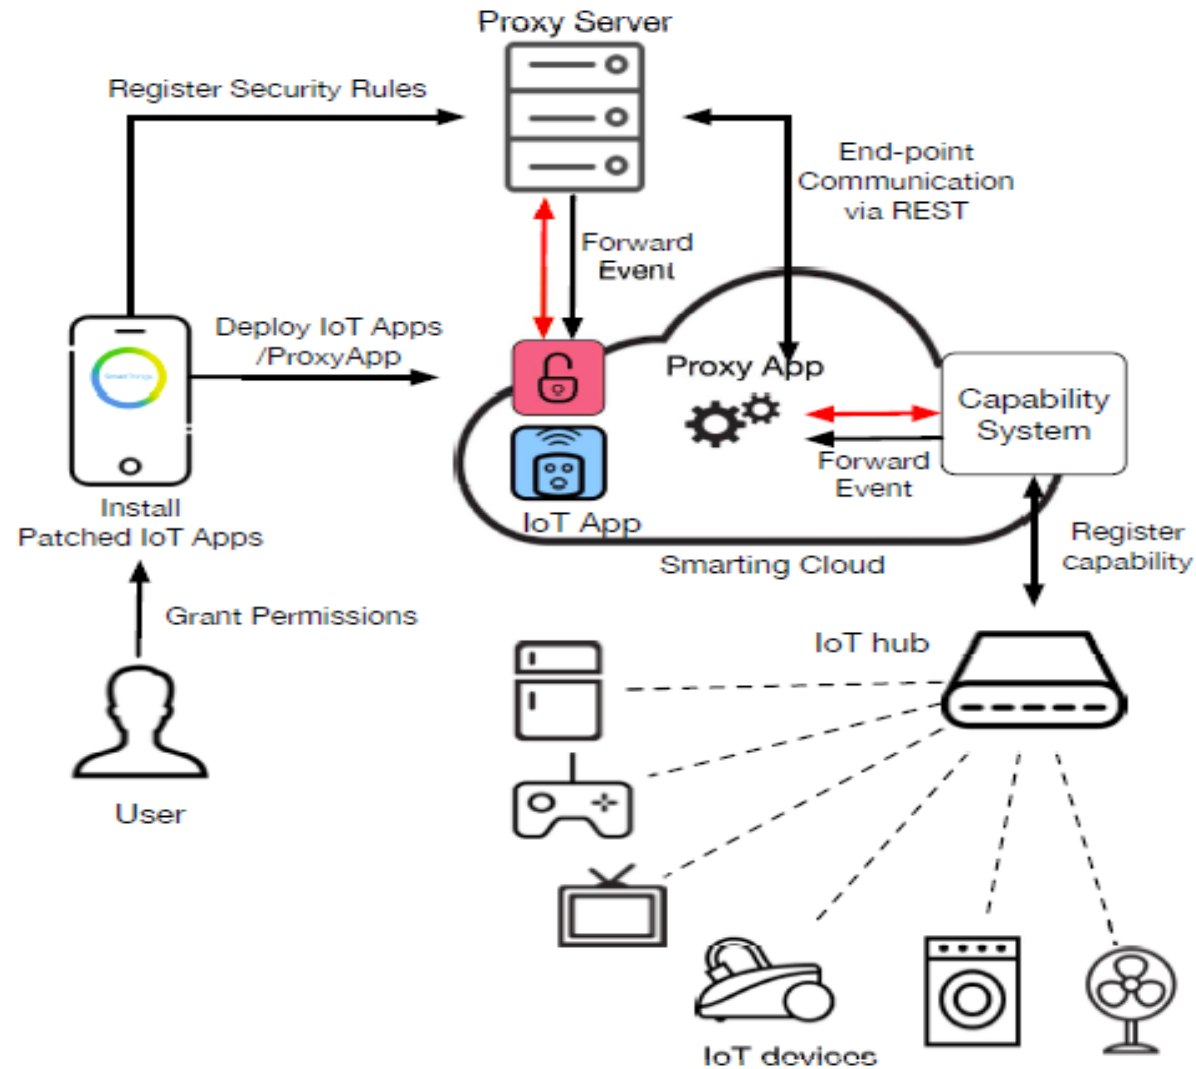 Proxy Server
Register Security Rules
End-point
Communication
via REST
Forward
Event
Deploy IoT Apps
/ProxyApp
SmartThings
Proxy App
Capability
System
Forward
Event
IoT App
Install
Patched IoT Apps
Smarting Cloud
Register
capability
Grant Permissions
IoT hub
User
IoT devices